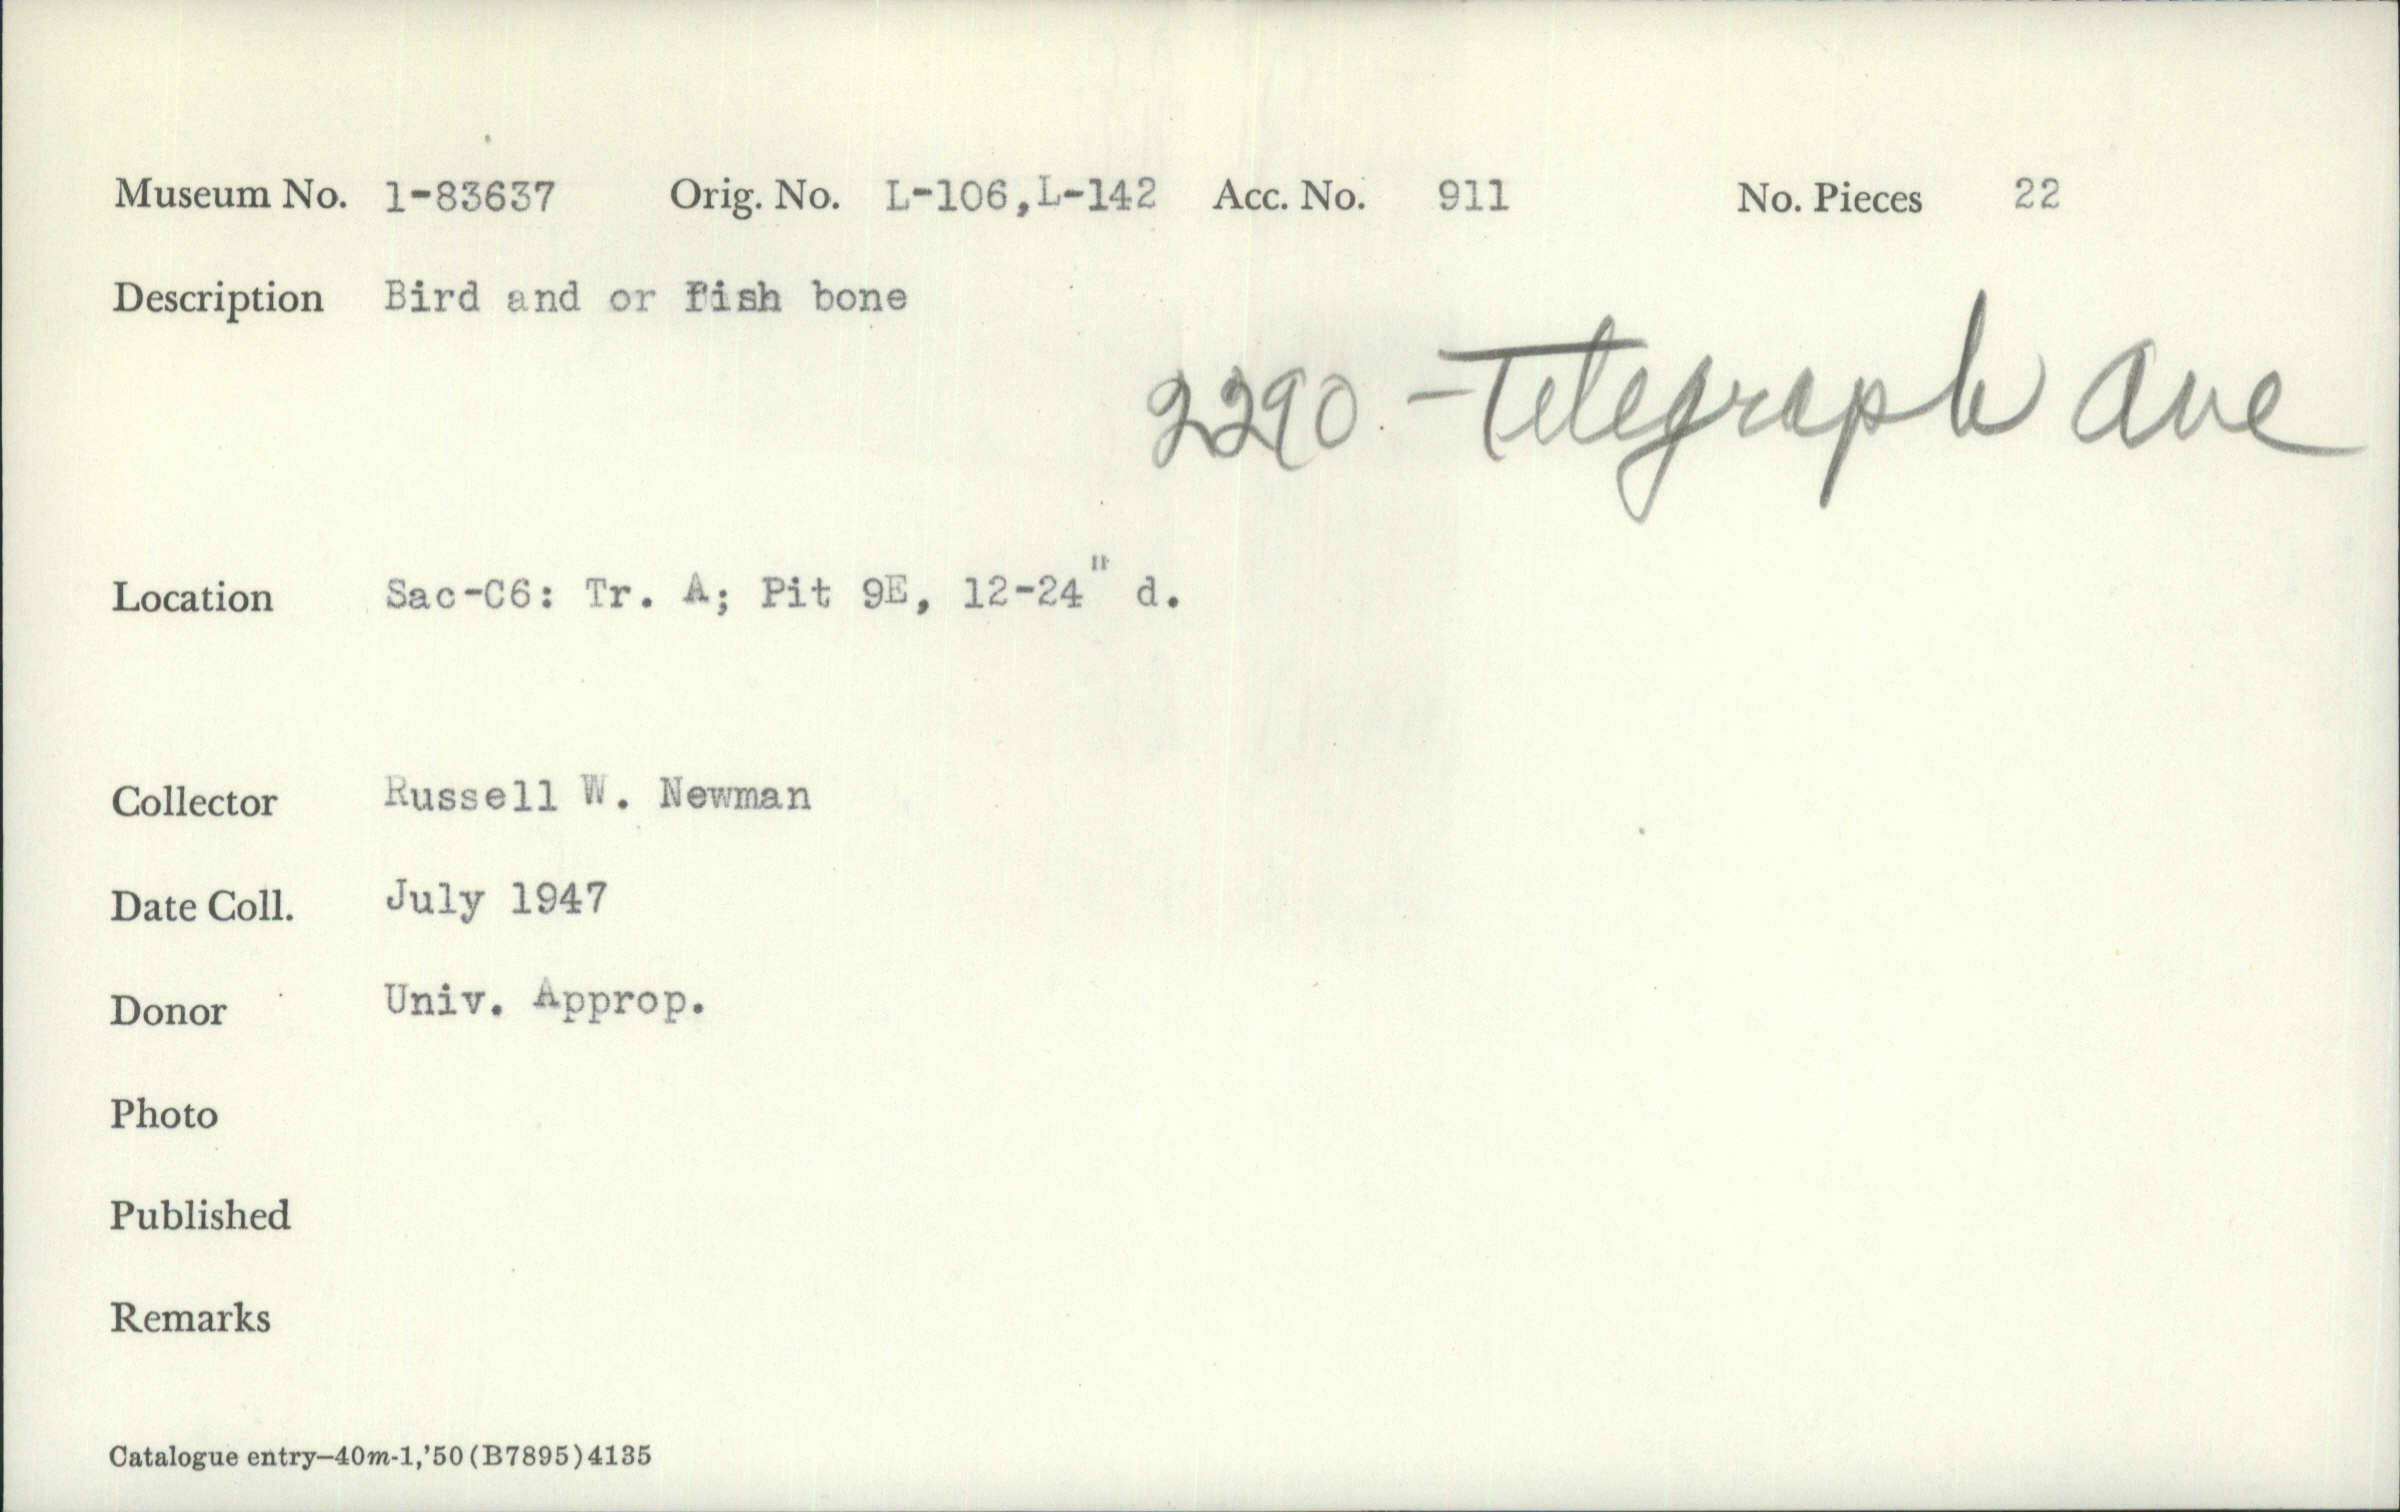 Museum No. 1-83637 Orig. No. L-106,L-142 Acc. No. 911 No. Pieces 22
Description Bird and or fish bone
2290 - Telegraph Ave
Location Sac-C6: Tr. A; Pit 9E, 12-24" d.
Collector Russell W. Newman
Date Coll. July 1947
Donor Univ. Approp.
Photo
Published
Remarks
Catalogue entry—40m-1,'50(B7895)4135